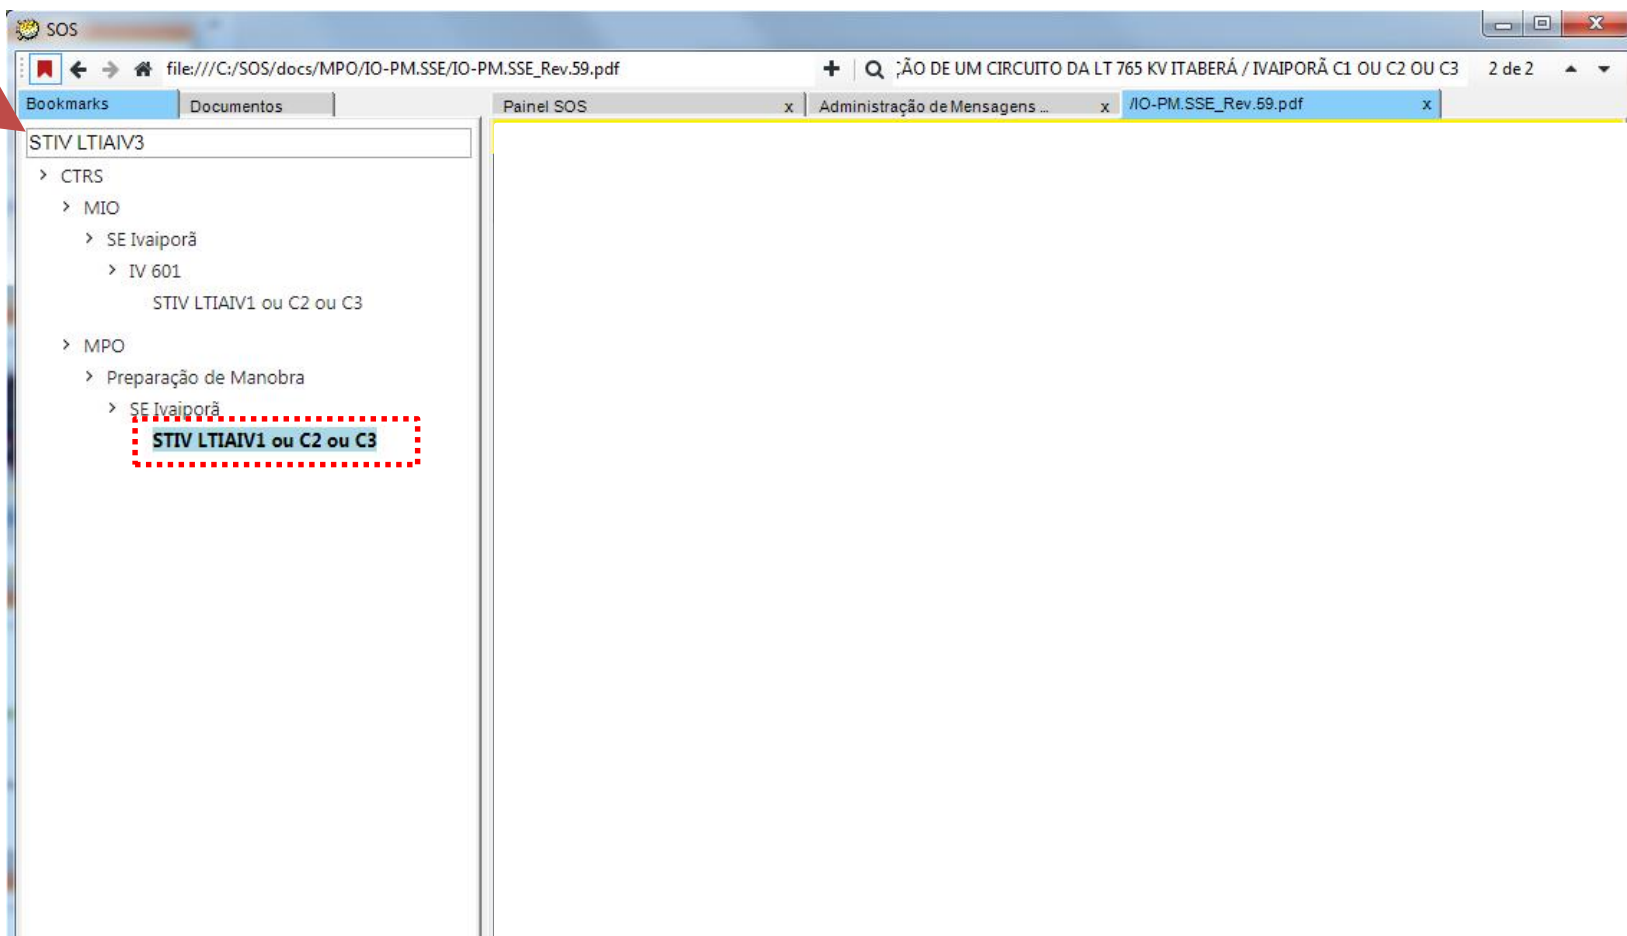 SOS
file:///C:/SOS/docs/MPO/IO-PM.SSE/IO-PM.SSE_Rev.59.pdf
ÃO DE UM CIRCUITO DA LT 765 KV ITABERÁ / IVAIPORÃ C1 OU C2 OU C3 2 de 2
Bookmarks Documentos
Painel SOS x Administração de Mensagens ... x /IO-PM.SSE_Rev.59.pdf x
STIV LTIAIV3
CTRS
MIO
SE Ivaiporã
IV 601
STIV LTIAIV1 ou C2 ou C3
MPO
Preparação de Manobra
SE Ivaiporã
STIV LTIAIV1 ou C2 ou C3